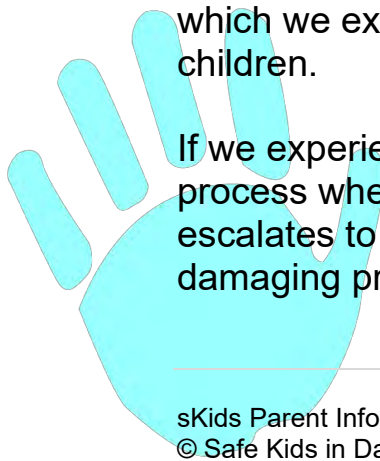 which we ex
children.
If we experie
process whe
escalates to
damaging pr
sKids Parent Info
© Safe Kids in Da